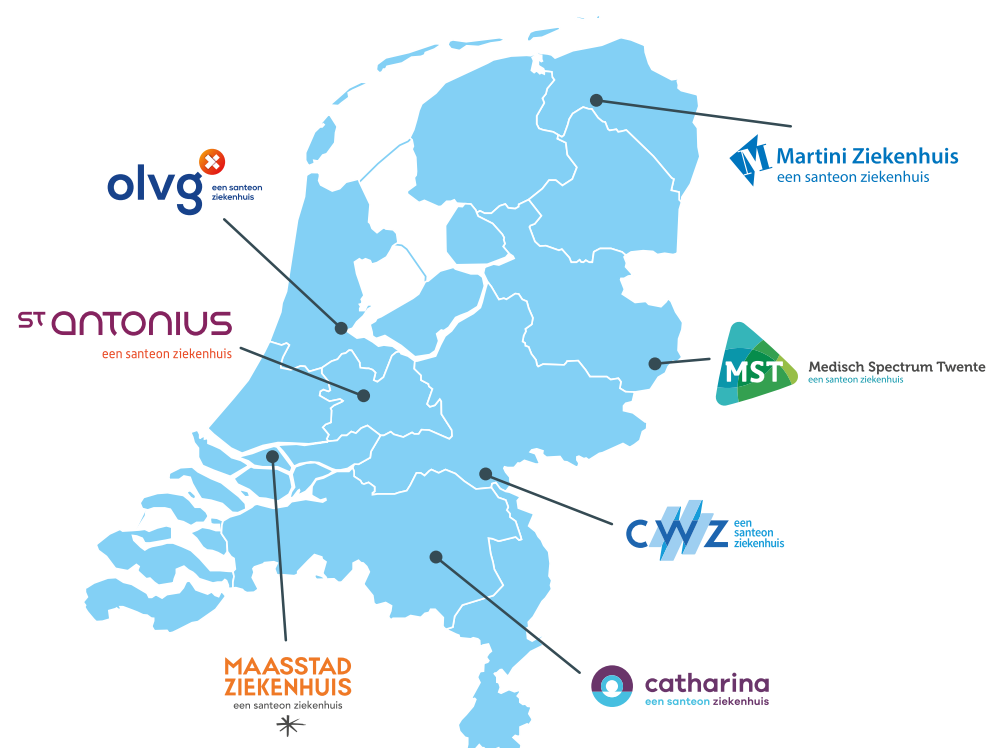 olvg
een santeon
ziekenhuis
Martini Ziekenhuis
een santeon ziekenhuis
ST antonius
een santeon ziekenhuis
MST
Medisch Spectrum Twente
een santeon ziekenhuis
CWZ
een
santeon
ziekenhuis
MAASSTAD
ZIEKENHUIS
een santeon ziekenhuis
catharina
een santeon ziekenhuis